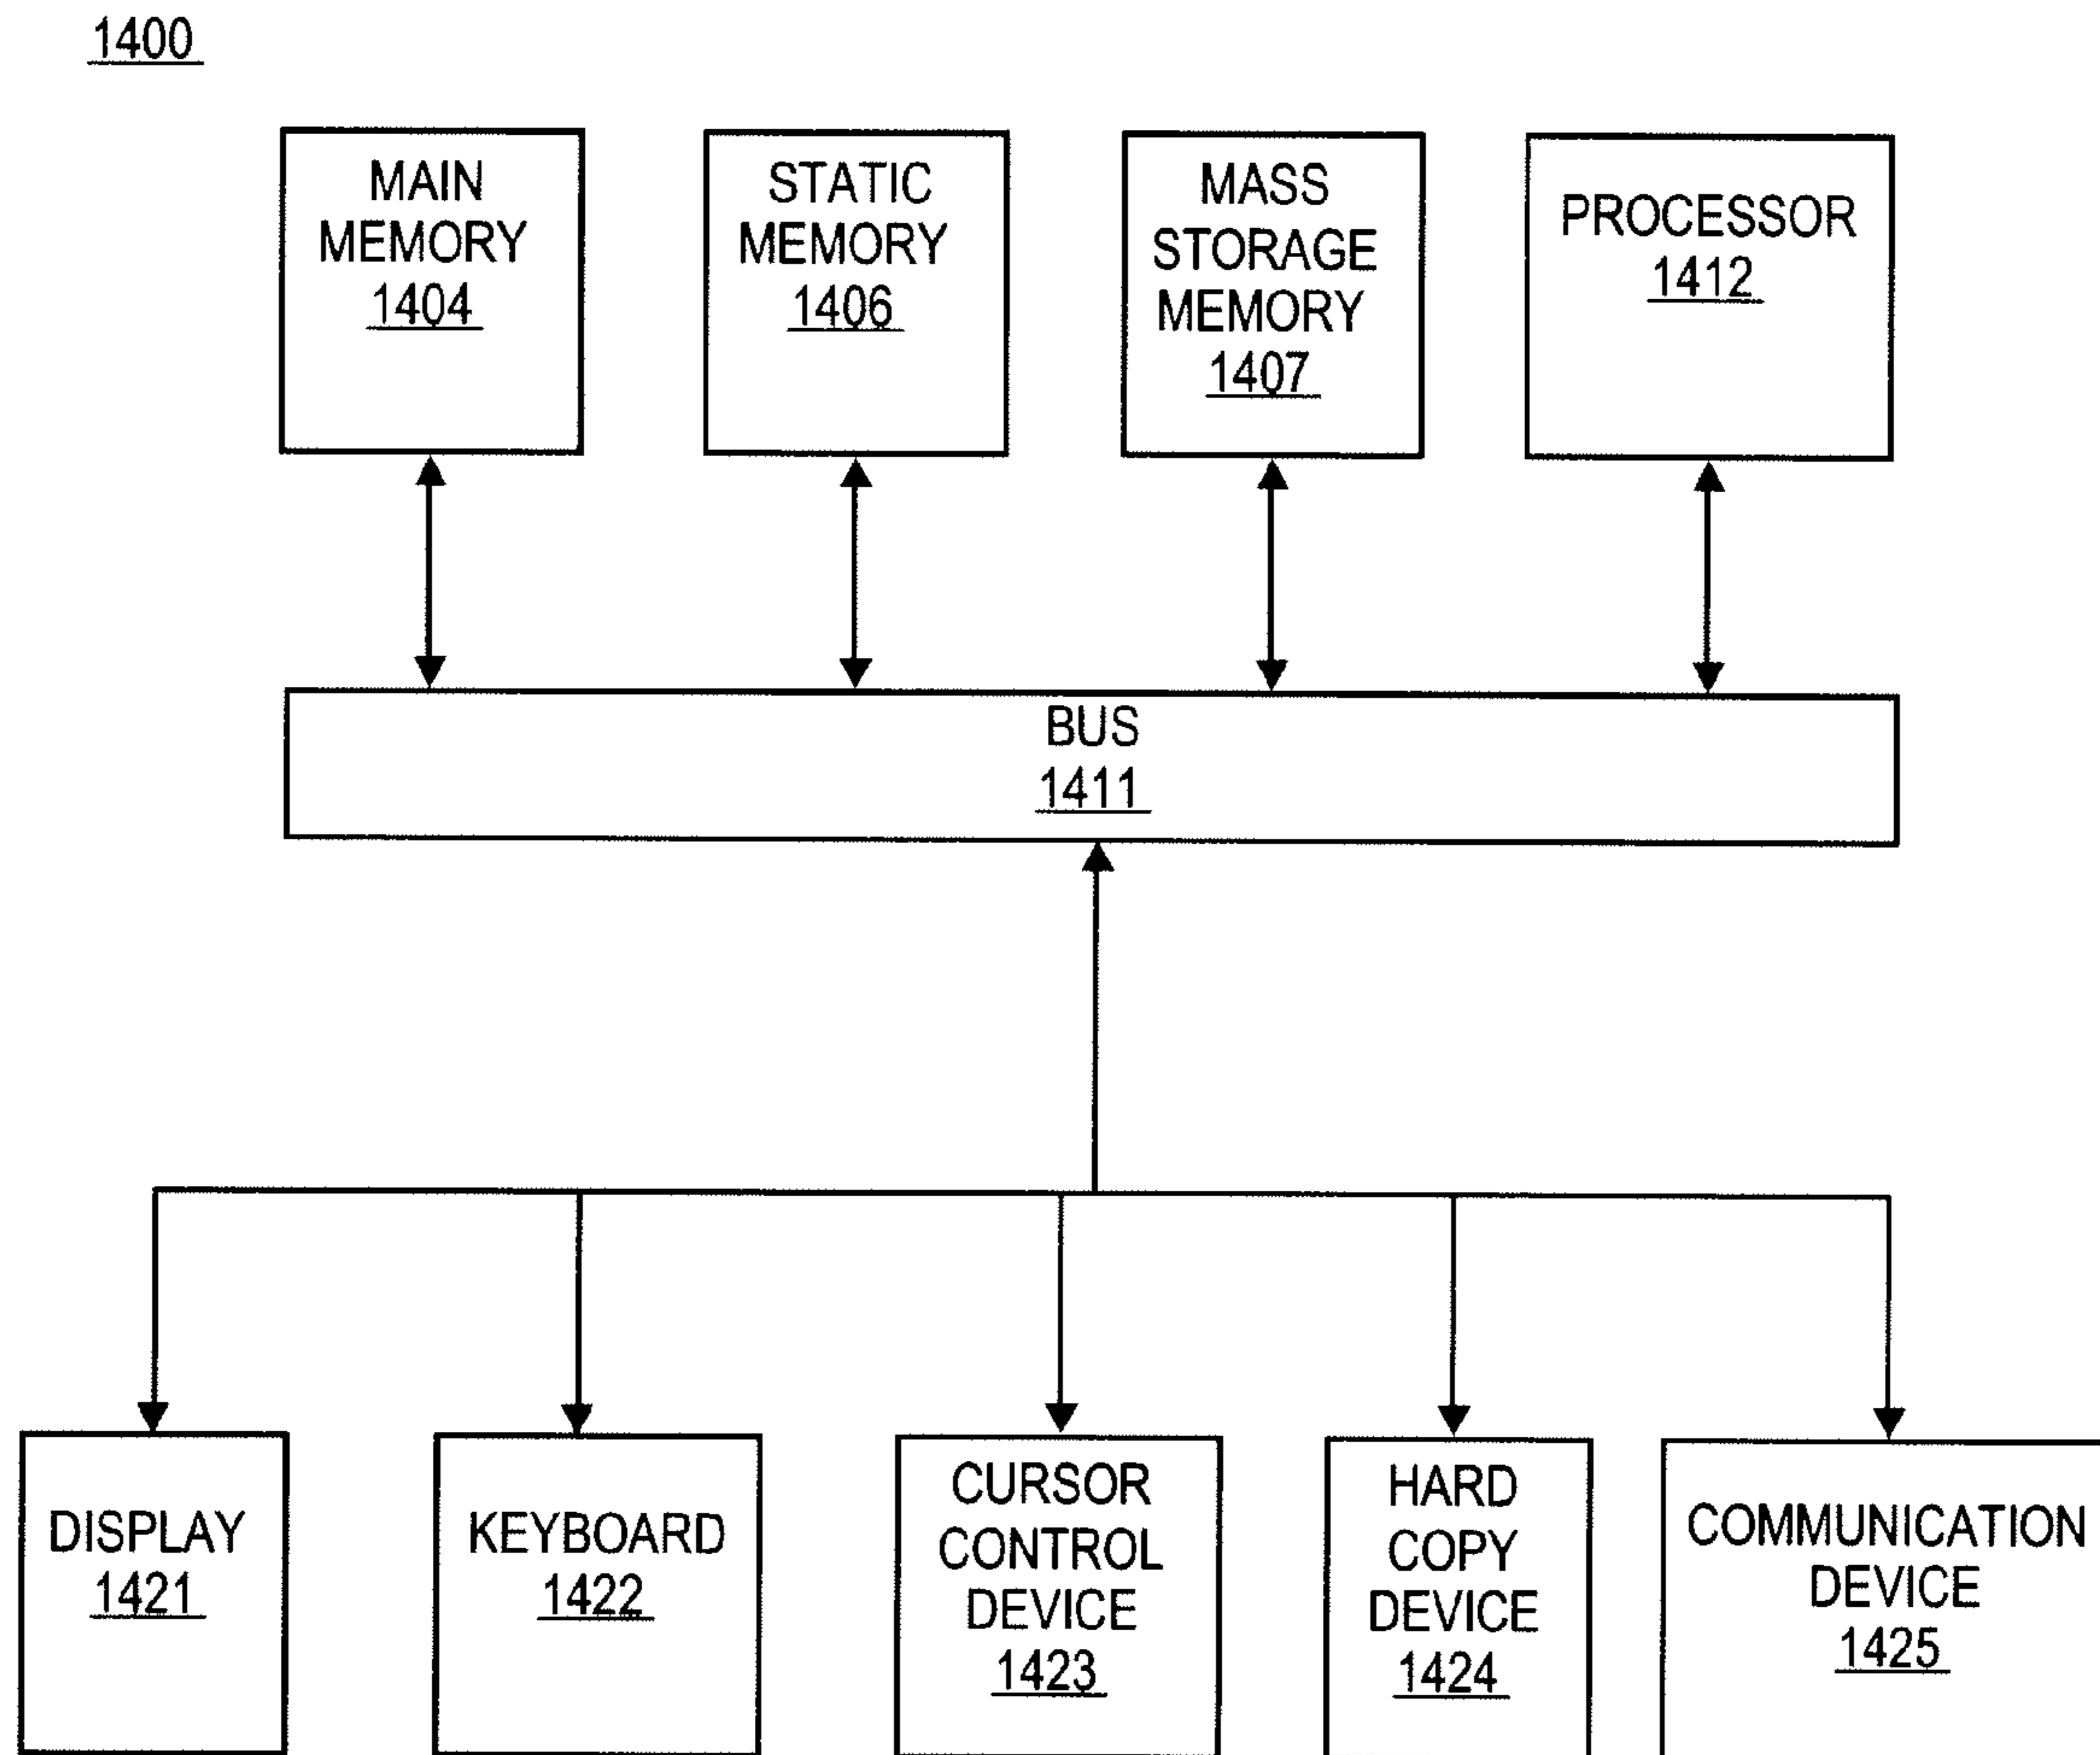 1400
MAIN
MEMORY
1404
STATIC
MEMORY
1406
MASS
STORAGE
MEMORY
1407
PROCESSOR
1412
BUS
1411
DISPLAY
1421
KEYBOARD
1422
CURSOR
CONTROL
DEVICE
1423
HARD
COPY
DEVICE
1424
COMMUNICATION
DEVICE
1425